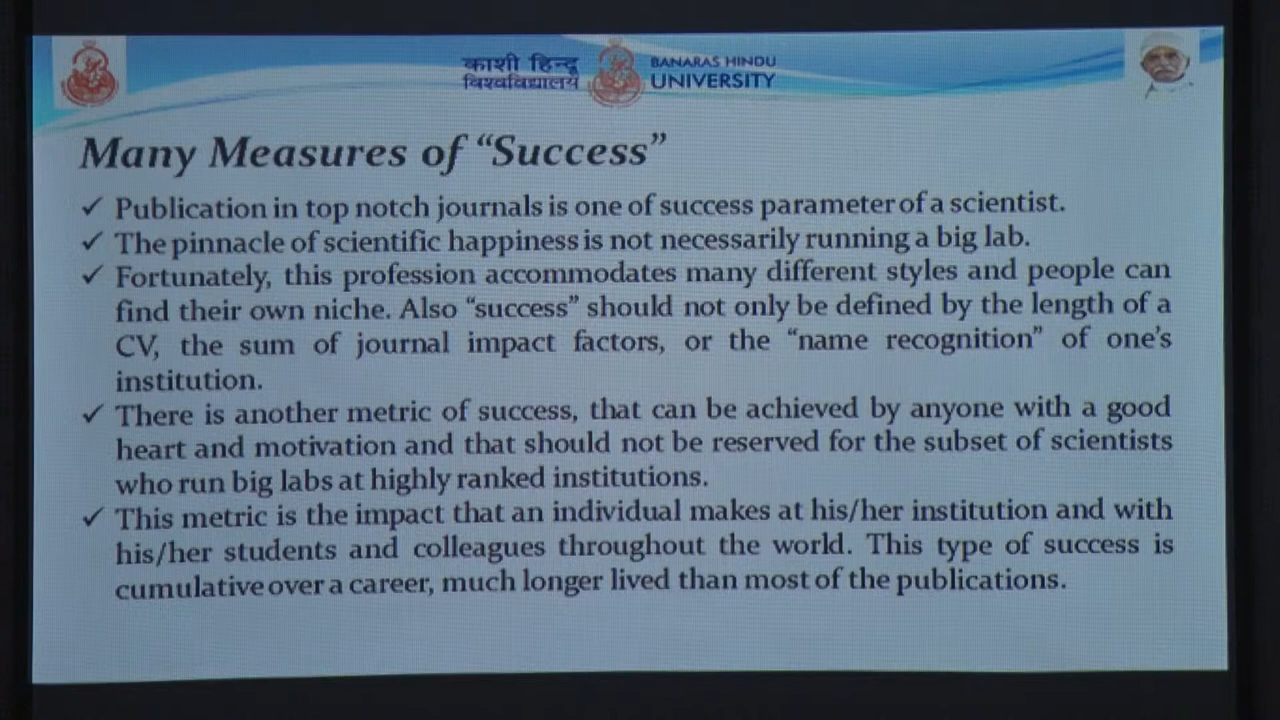 काशी हिन्दू
विश्वविद्यालय
BANARAS HINDU
UNIVERSITY
Many Measures of “Success”
✓ Publication in top notch journals is one of success parameter of a scientist.
✓ The pinnacle of scientific happiness is not necessarily running a big lab.
✓ Fortunately, this profession accommodates many different styles and people can
find their own niche. Also “success” should not only be defined by the length of a
CV, the sum of journal impact factors, or the “name recognition” of one’s
institution.
✓ There is another metric of success, that can be achieved by anyone with a good
heart and motivation and that should not be reserved for the subset of scientists
who run big labs at highly ranked institutions.
✓ This metric is the impact that an individual makes at his/her institution and with
his/her students and colleagues throughout the world. This type of success is
cumulative over a career, much longer lived than most of the publications.